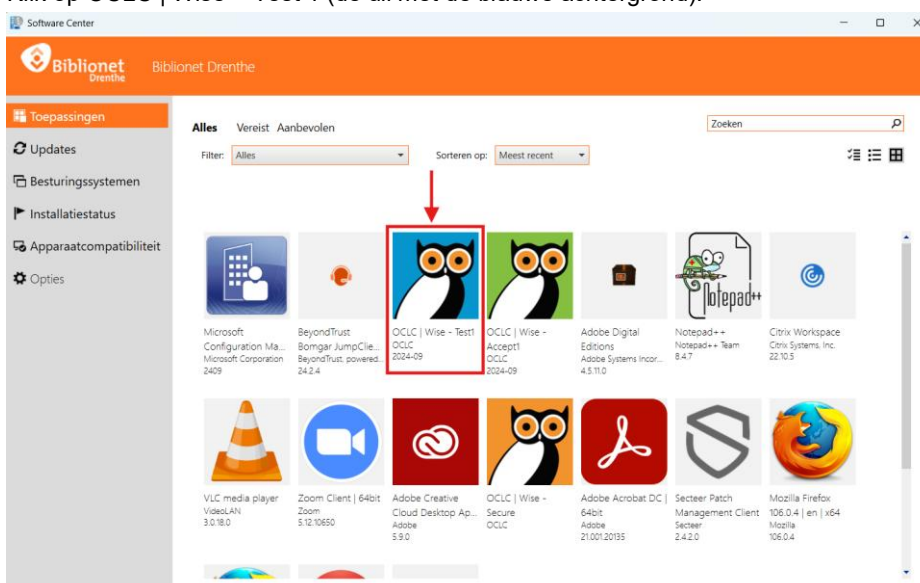 Software Center
Biblionet
Drenthe
Biblionet Drenthe
Toepassingen
Updates
Besturingssystemen
Installatiestatus
Apparaatcompatibiliteit
Opties
Alles Vereist Aanbevolen
Zoeken
Filter: Alles Sorteren op: Meest recent
Notepad++
Microsoft
Configuration Ma...
Microsoft Corporation
2409
BeyondTrust
Bomgar JumpClie...
BeyondTrust, powered...
24.2.4
OCLC | Wise - Test1
OCLC
2024-09
OCLC | Wise -
Accept1
OCLC
2024-09
Adobe Digital
Editions
Adobe Systems Incor...
4.5.11.0
Notepad++
Notepad++ Team
8.4.7
Citrix Workspace
Citrix Systems, Inc.
22.10.5
VLC media player
VideoLAN
3.0.18.0
Zoom Client | 64bit
Zoom
5.12.10650
Adobe Creative
Cloud Desktop Ap...
Adobe
5.9.0
OCLC | Wise -
Secure
OCLC
Adobe Acrobat DC |
64bit
Adobe
21.001.20135
Secteer Patch
Management Client
Secteer
2.4.2.0
Mozilla Firefox
106.0.4 | en | x64
Mozilla
106.0.4